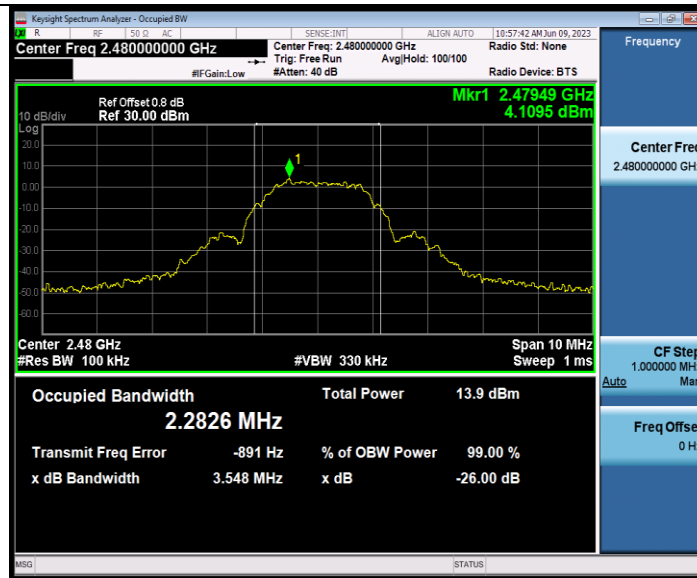 Keysight Spectrum Analyzer - Occupied BW
LXI R RF 50 Ω AC SENSE:INT ALIGN AUTO 10:57:42 AM Jun 09, 2023
Center Freq 2.480000000 GHz Center Freq: 2.480000000 GHz Radio Std: None Frequency
Trig: Free Run Avg|Hold: 100/100
#IFGain:Low #Atten: 40 dB Radio Device: BTS
Mkr1 2.47949 GHz
Ref Offset 0.8 dB
10 dB/div Ref 30.00 dBm 4.1095 dBm
Log
20.0
1
10.0
0.00
-10.0
-20.0
-30.0
-40.0
-50.0
-60.0
Center Freq
2.480000000 GHz
Center 2.48 GHz Span 10 MHz
#Res BW 100 kHz #VBW 330 kHz Sweep 1 ms
CF Step
1.000000 MHz
Auto Man
Occupied Bandwidth Total Power 13.9 dBm
2.2826 MHz
Transmit Freq Error -891 Hz % of OBW Power 99.00 %
x dB Bandwidth 3.548 MHz x dB -26.00 dB
Freq Offset
0 Hz
MSG STATUS